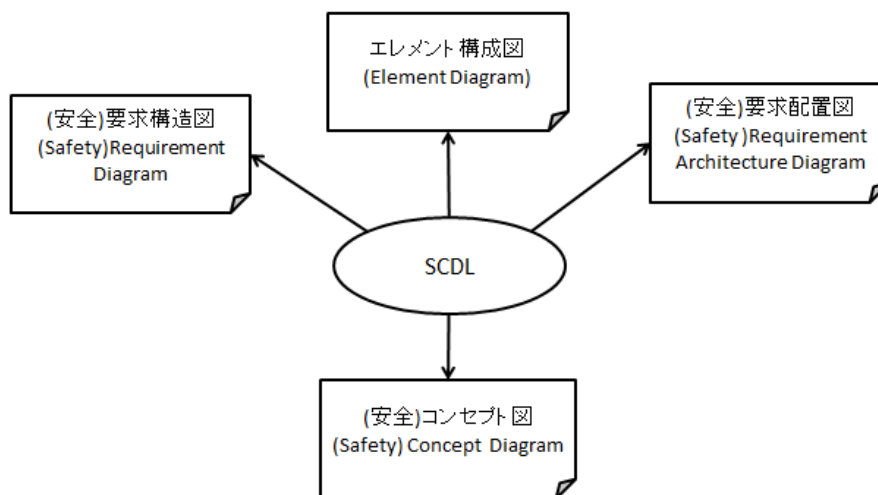 エレメント構成図
(Element Diagram)
(安全)要求構造図
(Safety)Requirement
Diagram
(安全)要求配置図
(Safety )Requirement
Architecture Diagram
SCDL
(安全)コンセプト図
(Safety) Concept Diagram